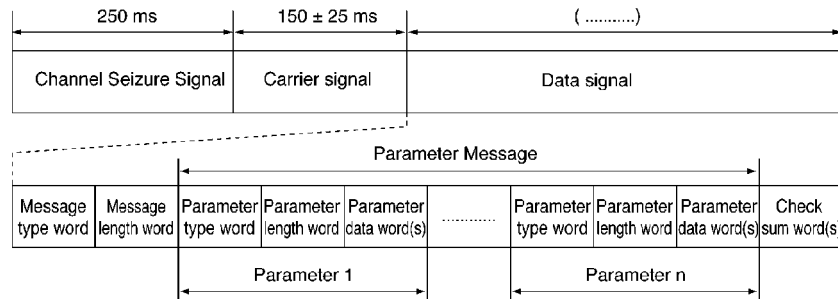 250 ms
150 ± 25 ms
( ...........)
Channel Seizure Signal
Carrier signal
Data signal
Parameter Message
Message
type word
Message
length word
Parameter
type word
Parameter
length word
Parameter
data word(s)
..............
Parameter
type word
Parameter
length word
Parameter
data word(s)
Check
sum word(s)
Parameter 1
Parameter n